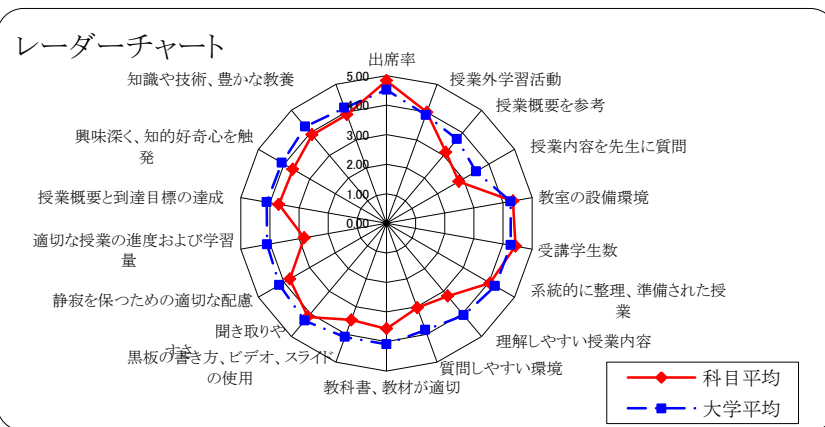 レーダーチャート
出席率
授業外学習活動
授業概要を参考
授業内容を先生に質問
教室の設備環境
受講学生数
系統的に整理、準備された授
業
理解しやすい授業内容
質問しやすい環境
教科書、教材が適切
黒板の書き方、ビデオ、スライド
の使用
聞き取りや
すさ
静寂を保つための適切な配慮
適切な授業の進度および学習
量
授業概要と到達目標の達成
興味深く、知的好奇心を触
発
知識や技術、豊かな教養
5.00
4.00
3.00
2.00
1.00
0.00
科目平均
大学平均